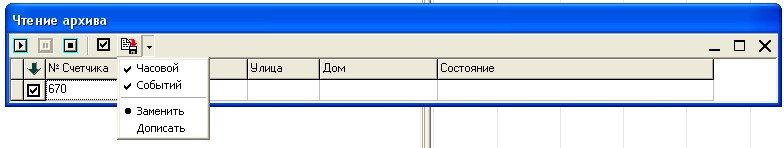 Чтение архива
№ Счетчика Улица Дом Состояние
670
Часовой
Событий
Заменить
Дописать